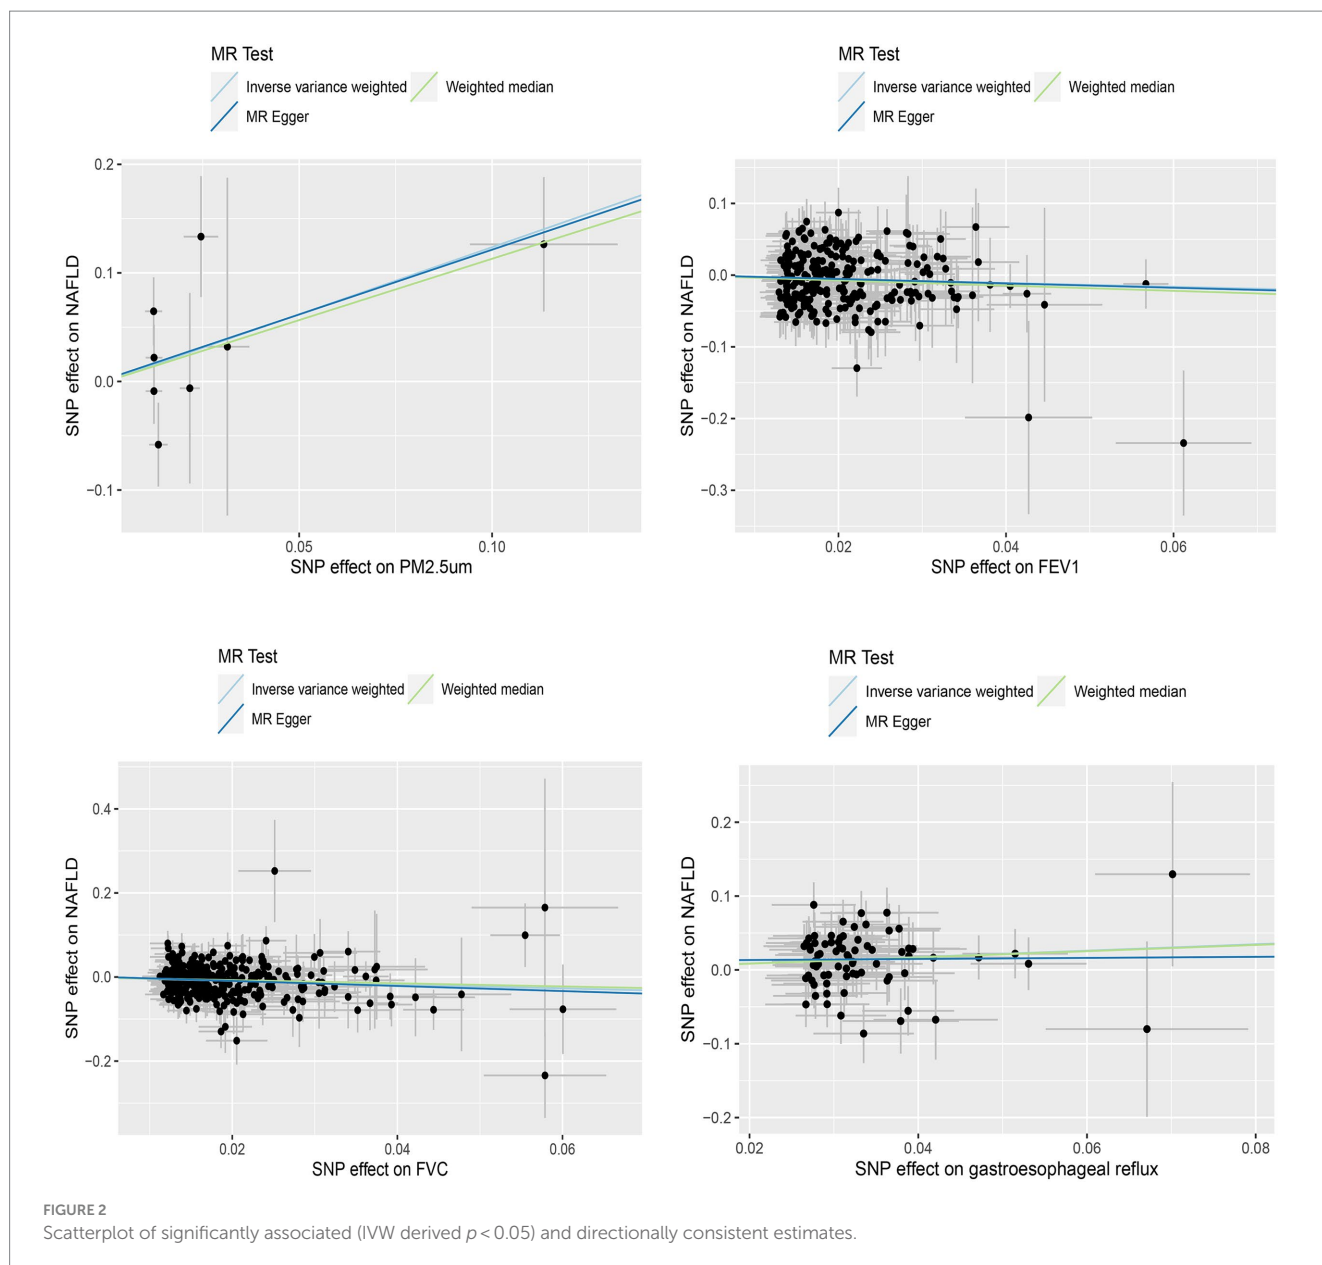 MR Test
Inverse variance weighted
Weighted median
MR Egger
0.2
0.1
0.0
−0.1
SNP effect on NAFLD
0.05
0.10
SNP effect on PM2.5um
MR Test
Inverse variance weighted
Weighted median
MR Egger
0.1
0.0
−0.1
−0.2
−0.3
SNP effect on NAFLD
0.02
0.04
0.06
SNP effect on FEV1
MR Test
Inverse variance weighted
Weighted median
MR Egger
0.4
0.2
0.0
−0.2
SNP effect on NAFLD
0.02
0.04
0.06
SNP effect on FVC
MR Test
Inverse variance weighted
Weighted median
MR Egger
0.2
0.1
0.0
−0.1
−0.2
SNP effect on NAFLD
0.02
0.04
0.06
0.08
SNP effect on gastroesophageal reflux
FIGURE 2
Scatterplot of significantly associated (IVW derived p < 0.05) and directionally consistent estimates.